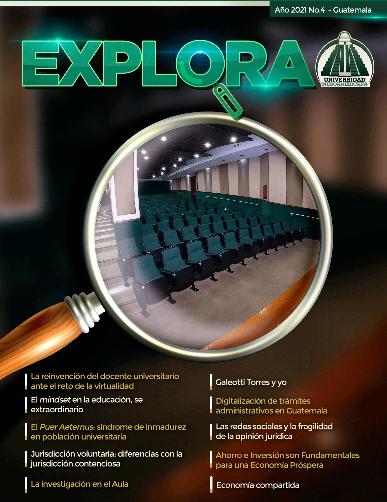 Año 2021 No.4 - Guatemala
EXPLORA
UNIVERSIDAD
MESOAMERICANA
La reinvención del docente universitario
ante el reto de la virtualidad
El mindset en la educación, se
extraordinario
El Puer Aeternus: síndrome de inmadurez
en población universitaria
Jurisdicción voluntaria: diferencias con la
jurisdicción contenciosa
La investigación en el Aula
Galeotti Torres y yo
Digitalización de trámites
administrativos en Guatemala
Las redes sociales y la fragilidad
de la opinión jurídica
Ahorro e Inversión son Fundamentales
para una Economía Próspera
Economía compartida